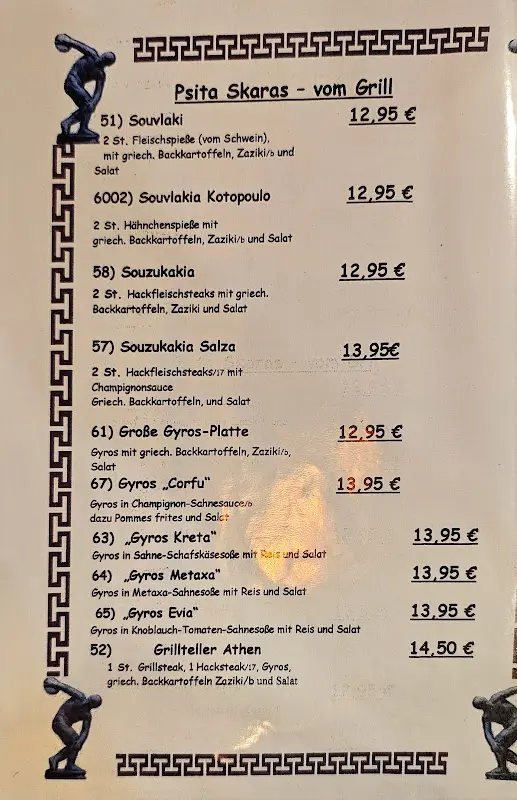 Psita Skaras – vom Grill
51) Souvlaki 12,95 €
2 St. Fleischspieße (vom Schwein),
mit griech. Backkartoffeln, Zaziki/b und
Salat
6002) Souvlakia Kotopoulo 12,95 €
2 St. Hähnchenspieße mit
griech. Backkartoffeln, Zaziki/b und Salat
58) Souzukakia 12,95 €
2 St. Hackfleischsteaks mit griech.
Backkartoffeln, Zaziki und Salat
57) Souzukakia Salza 13,95€
2 St. Hackfleischsteaks/17 mit
Champignonsauce
Griech. Backkartoffeln, und Salat
61) Große Gyros-Platte 12,95 €
Gyros mit griech. Backkartoffeln, Zaziki/b,
Salat
67) Gyros „Corfu" 13,95 €
Gyros in Champignon-Sahnesauce/b
dazu Pommes frites und Salat
63) „Gyros Kreta" 13,95 €
Gyros in Sahne-Schafskäsesoße mit Reis und Salat
64) „Gyros Metaxa" 13,95 €
Gyros in Metaxa-Sahnesoße mit Reis und Salat
65) „Gyros Evia" 13,95 €
Gyros in Knoblauch-Tomaten-Sahnesoße mit Reis und Salat
52) Grillteller Athen 14,50 €
1 St. Grillsteak, 1 Hacksteak/17, Gyros,
griech. Backkartoffeln Zaziki/b und Salat